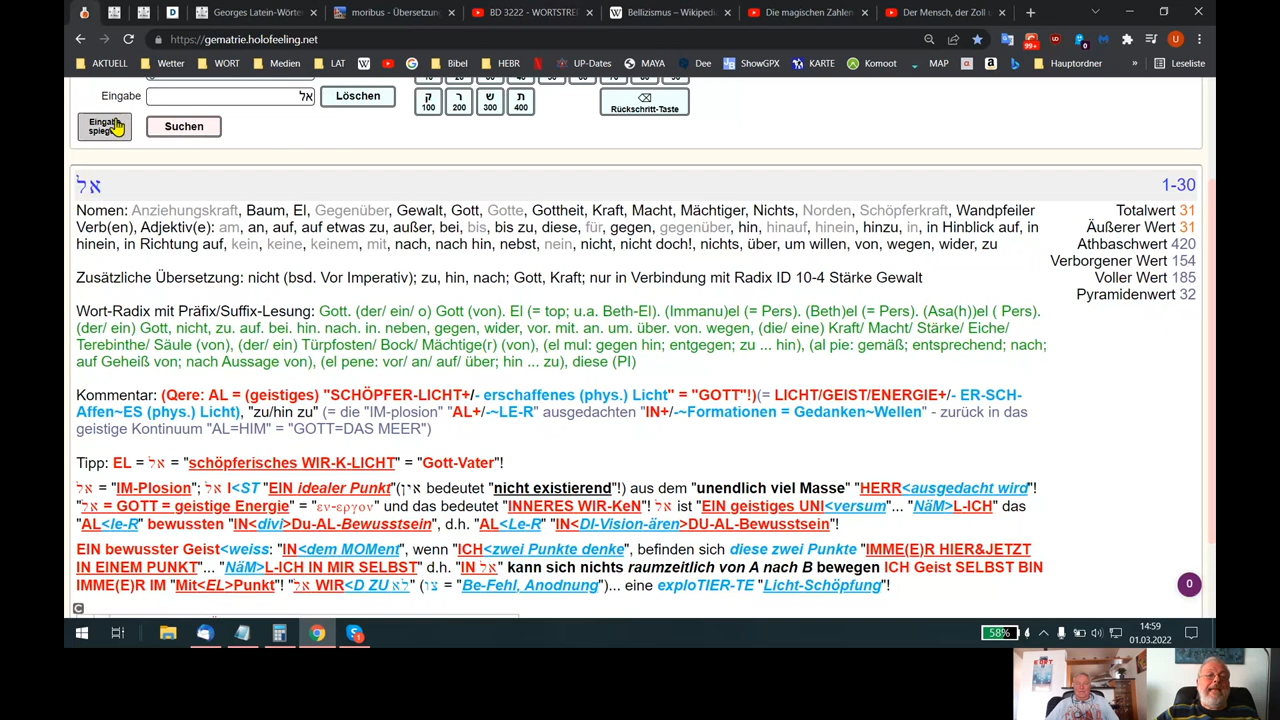 Georges Latein-Wörter
moribus - Übersetzung
BD 3222 - WORTSTRE
Bellizismus – Wikiped
Die magischen Zahlen
Der Mensch, der Zoll u
https://gematrie.holofeeling.net
AKTUELL Wetter WORT Medien LAT Bibel HEBR UP-Dates MAYA Dee ShowGPX KARTE Komoot MAP Hauptordner Leseliste
Eingabe אל Löschen
ק 100 ר 200 ש 300 ת 400 Rückschritt-Taste
Suchen
אל 1-30
Nomen: Anziehungskraft, Baum, El, Gegenüber, Gewalt, Gott, Gotte, Gottheit, Kraft, Macht, Mächtiger, Nichts, Norden, Schöpferkraft, Wandpfeiler
Totalwert 31
Verb(en), Adjektiv(e): am, an, auf, auf etwas zu, außer, bei, bis, bis zu, diese, für, gegen, gegenüber, hin, hinauf, hinein, hinzu, in, in Hinblick auf, in
Äußerer Wert 31
hinein, in Richtung auf, kein, keine, keinem, mit, nach, nach hin, nebst, nein, nicht, nicht doch!, nichts, über, um willen, von, wegen, wider, zu
Athbaschwert 420
Verborgener Wert 154
Zusätzliche Übersetzung: nicht (bsd. Vor Imperativ); zu, hin, nach; Gott, Kraft; nur in Verbindung mit Radix ID 10-4 Stärke Gewalt
Voller Wert 185
Pyramidenwert 32
Wort-Radix mit Präfix/Suffix-Lesung: Gott. (der/ ein/ o) Gott (von). El (= top; u.a. Beth-El). (Immanu)el (= Pers). (Beth)el (= Pers). (Asa(h))el ( Pers).
(der/ ein) Gott, nicht, zu. auf. bei. hin. nach. in. neben, gegen, wider, vor. mit. an. um. über. von. wegen, (die/ eine) Kraft/ Macht/ Stärke/ Eiche/
Terebinthe/ Säule (von), (der/ ein) Türpfosten/ Bock/ Mächtige(r) (von), (el mul: gegen hin; entgegen; zu ... hin), (al pie: gemäß; entsprechend; nach;
auf Geheiß von; nach Aussage von), (el pene: vor/ an/ auf/ über; hin ... zu), diese (Pl)
Kommentar: (Qere: AL = (geistiges) "SCHÖPFER-LICHT+/- erschaffenes (phys.) Licht" = "GOTT"!)(= LICHT/GEIST/ENERGIE+/- ER-SCH-
Affen~ES (phys.) Licht), "zu/hin zu" (= die "IM-plosion" "AL+/-~LE-R" ausgedachten "IN+/-~Formationen = Gedanken~Wellen" - zurück in das
geistige Kontinuum "AL=HIM" = "GOTT=DAS MEER")
Tipp: EL = אל = "schöpferisches WIR-K-LICHT" = "Gott-Vater"!
אל = "IM-Plosion"; אל I<ST "EIN idealer Punkt"(אין bedeutet "nicht existierend"!) aus dem "unendlich viel Masse" "HERR<ausgedacht wird"!
"אל = GOTT = geistige Energie" = "εν-εργον" und das bedeutet "INNERES WIR-KeN"! אל ist "EIN geistiges UNI<versum"... "NäM>L-ICH" das
"AL<le-R" bewussten "IN<divi>Du-AL-Bewusstsein", d.h. "AL<Le-R" "IN<DI-Vision-ären>DU-AL-Bewusstsein"!
EIN bewusster Geist<weiss: "IN<dem MOMent", wenn "ICH<zwei Punkte denke", befinden sich diese zwei Punkte "IMME(E)R HIER&JETZT
IN EINEM PUNKT"... "NäM>L-ICH IN MIR SELBST" d.h. "IN אל" kann sich nichts raumzeitlich von A nach B bewegen ICH Geist SELBST BIN
IMME(E)R IM "Mit<EL>Punkt"! "אל WIR<D ZU לא" (צו = "Be-Fehl, Anodnung")... eine exploTIER-TE "Licht-Schöpfung"!
0
58%
14:59
01.03.2022